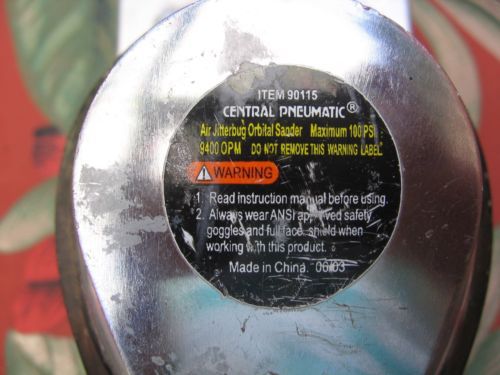 ITEM 90115
CENTRAL PNEUMATIC®
Air Jitterbug Orbital Sander Maximum 100 PSI
9400 OPM DO NOT REMOVE THIS WARNING LABEL
WARNING
1. Read instruction manual before using.
2. Always wear ANSI approved safety
goggles and full face shield when
working with this product.
Made in China 06/03